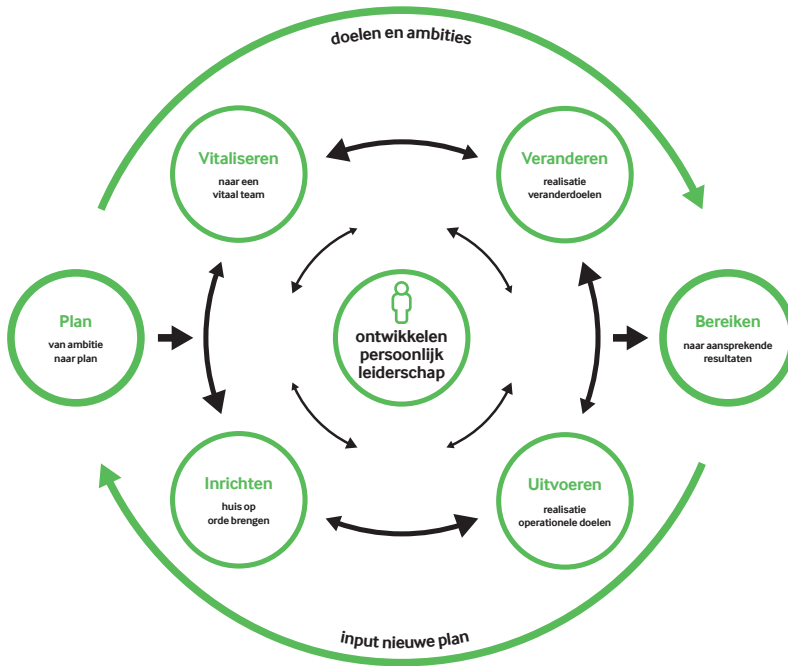 doelen en ambities
Vitaliseren
naar een
vitaal team
Veranderen
realisatie
veranderdoelen
Plan
van ambitie
naar plan
ontwikkelen
persoonlijk
leiderschap
Bereiken
naar aansprekende
resultaten
Inrichten
huis op
orde brengen
Uitvoeren
realisatie
operationele doelen
input nieuwe plan